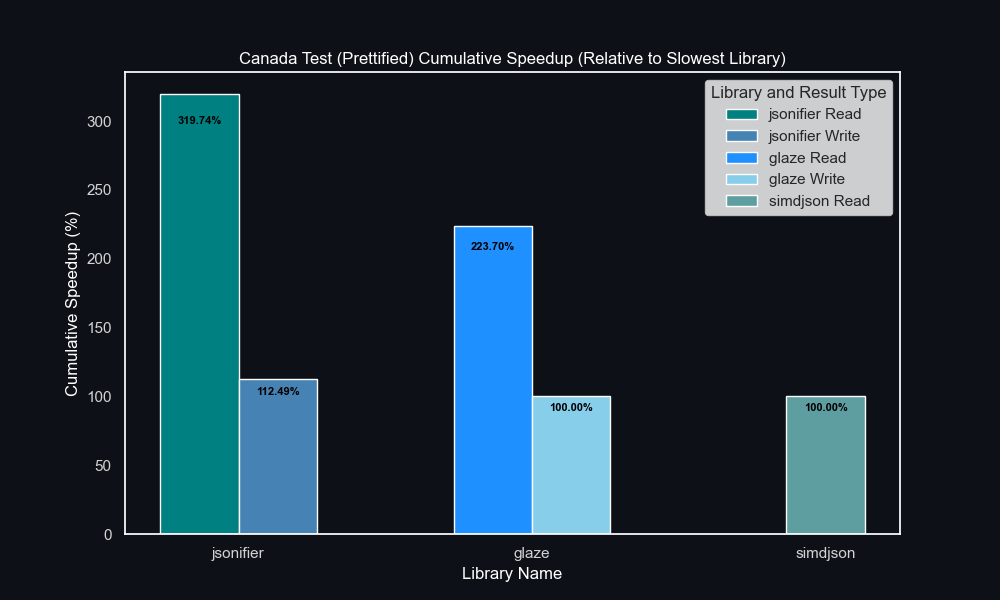 Canada Test (Prettified) Cumulative Speedup (Relative to Slowest Library)
Library and Result Type
jsonifier Read
jsonifier Write
glaze Read
glaze Write
simdjson Read
Cumulative Speedup (%)
300
250
200
150
100
50
0
319.74%
112.49%
223.70%
100.00%
100.00%
jsonifier
glaze
simdjson
Library Name